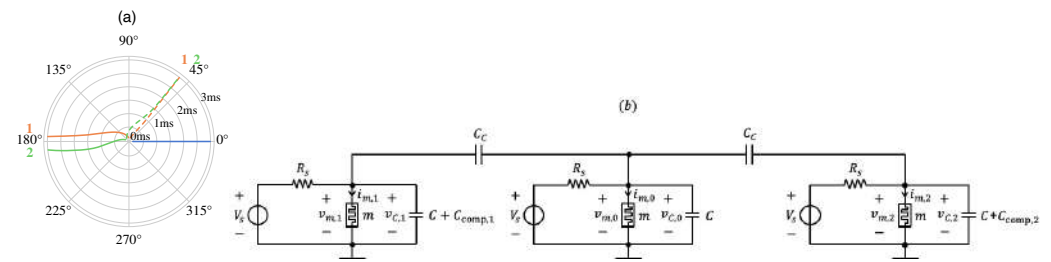 (a)
90°
1 2
135°
45°
3ms
2ms
1ms
1
180°
0ms
0°
2
225°
315°
270°
(b)
C_C
C_C
R_s
i_{m,1}
+
V_s
−
+
v_{m,1}
−
m
+
v_{C,1}
−
C + C_{comp,1}
R_s
i_{m,0}
+
V_s
−
+
v_{m,0}
−
m
+
v_{C,0}
−
C
R_s
i_{m,2}
+
V_s
−
+
v_{m,2}
−
m
+
v_{C,2}
−
C+C_{comp,2}